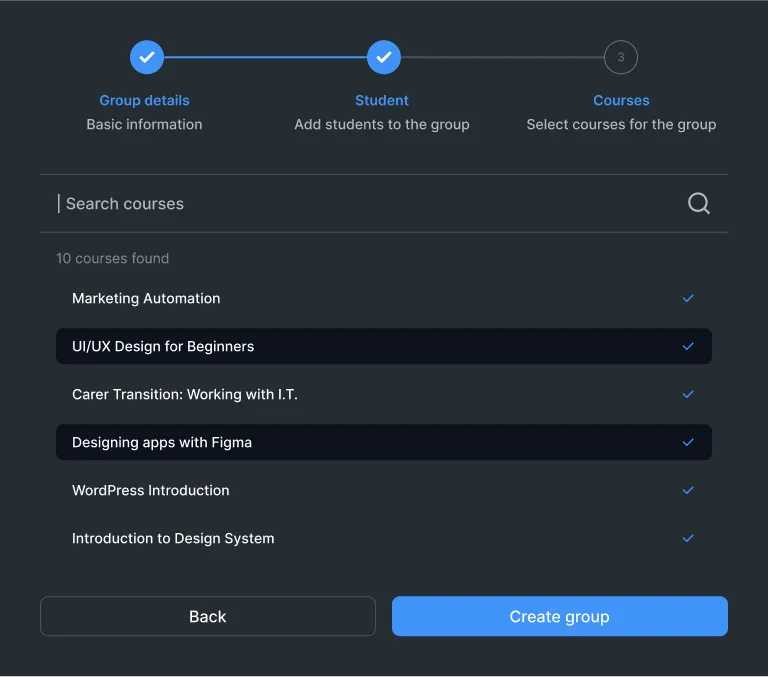 3
Group details
Student
Courses
Basic information
Add students to the group
Select courses for the group
Search courses
10 courses found
Marketing Automation
UI/UX Design for Beginners
Carer Transition: Working with I.T.
Designing apps with Figma
WordPress Introduction
Introduction to Design System
Back
Create group